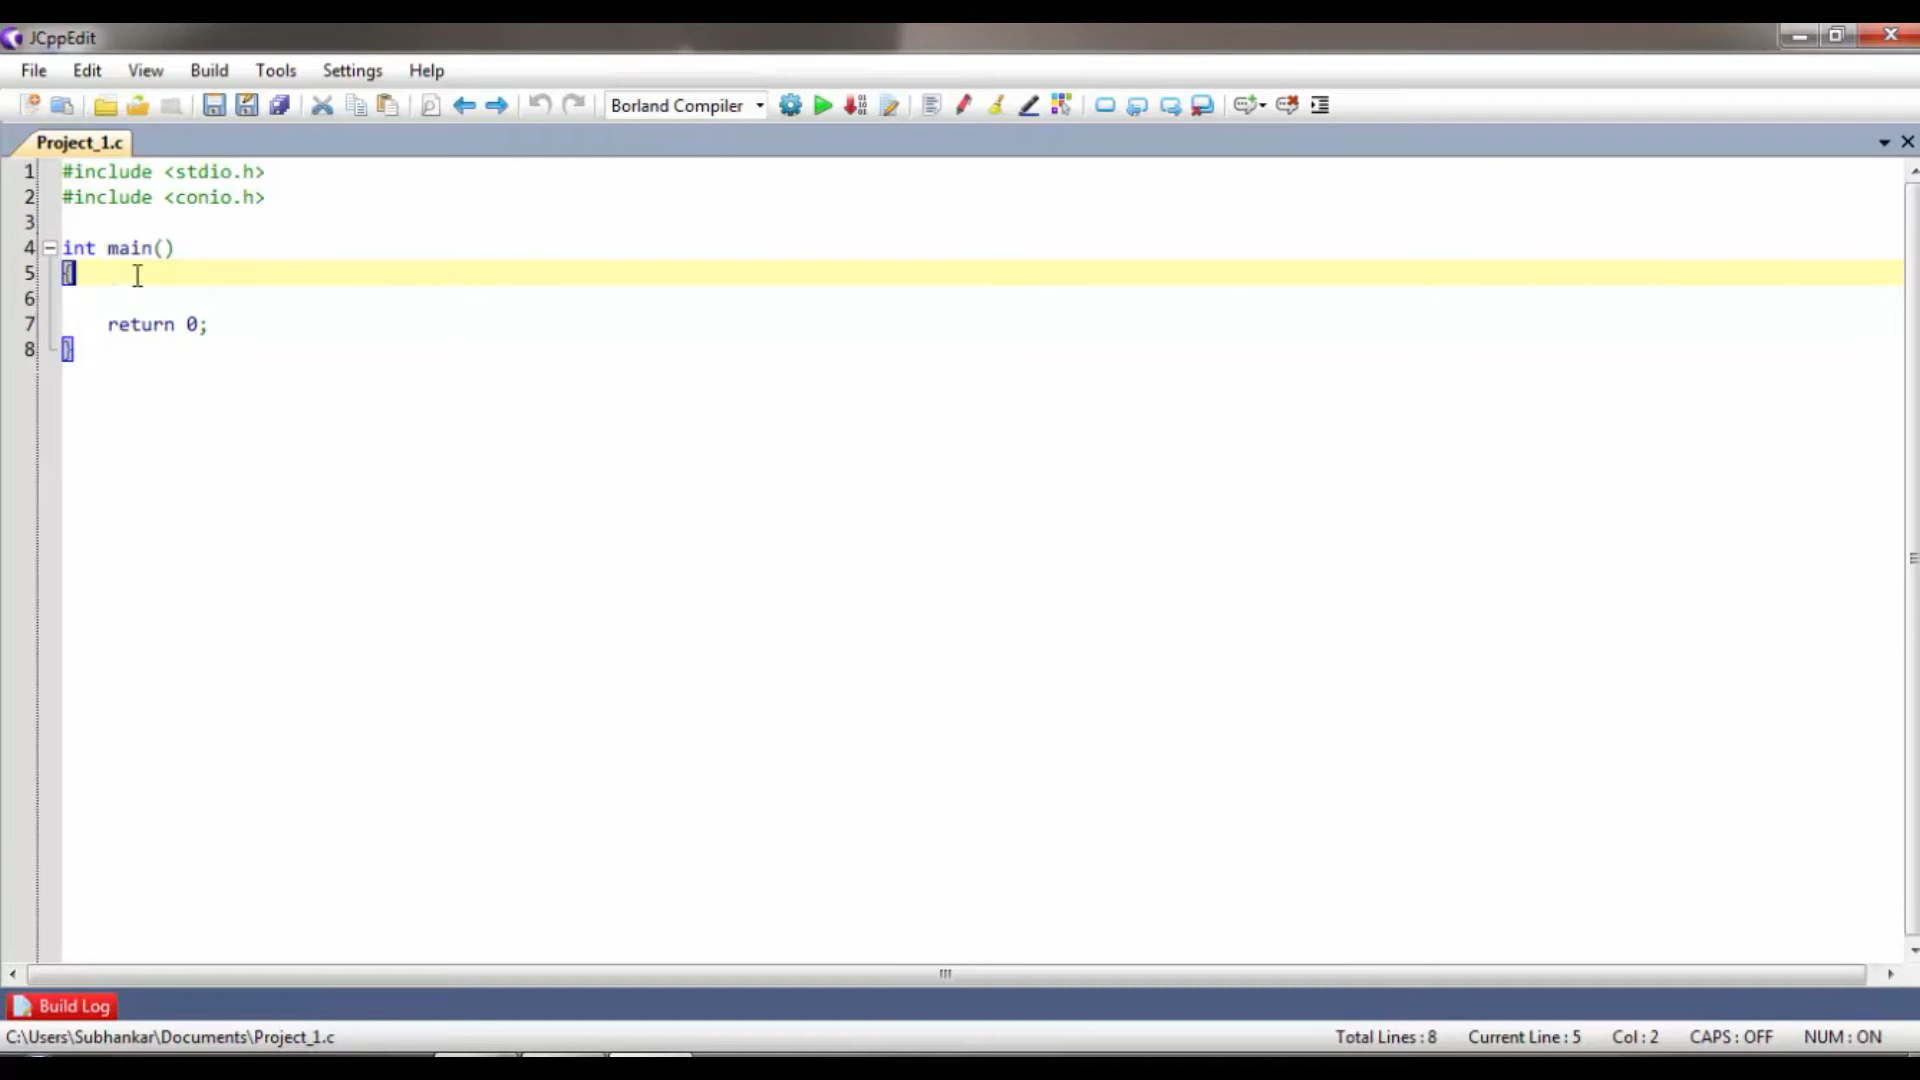 JCppEdit
File Edit View Build Tools Settings Help
Borland Compiler
Project_1.c
1 #include <stdio.h>
2 #include <conio.h>
3
4 int main()
5 {
6
7 return 0;
8 }
Build Log
C:\Users\Subhankar\Documents\Project_1.c Total Lines : 8 Current Line : 5 Col : 2 CAPS : OFF NUM : ON